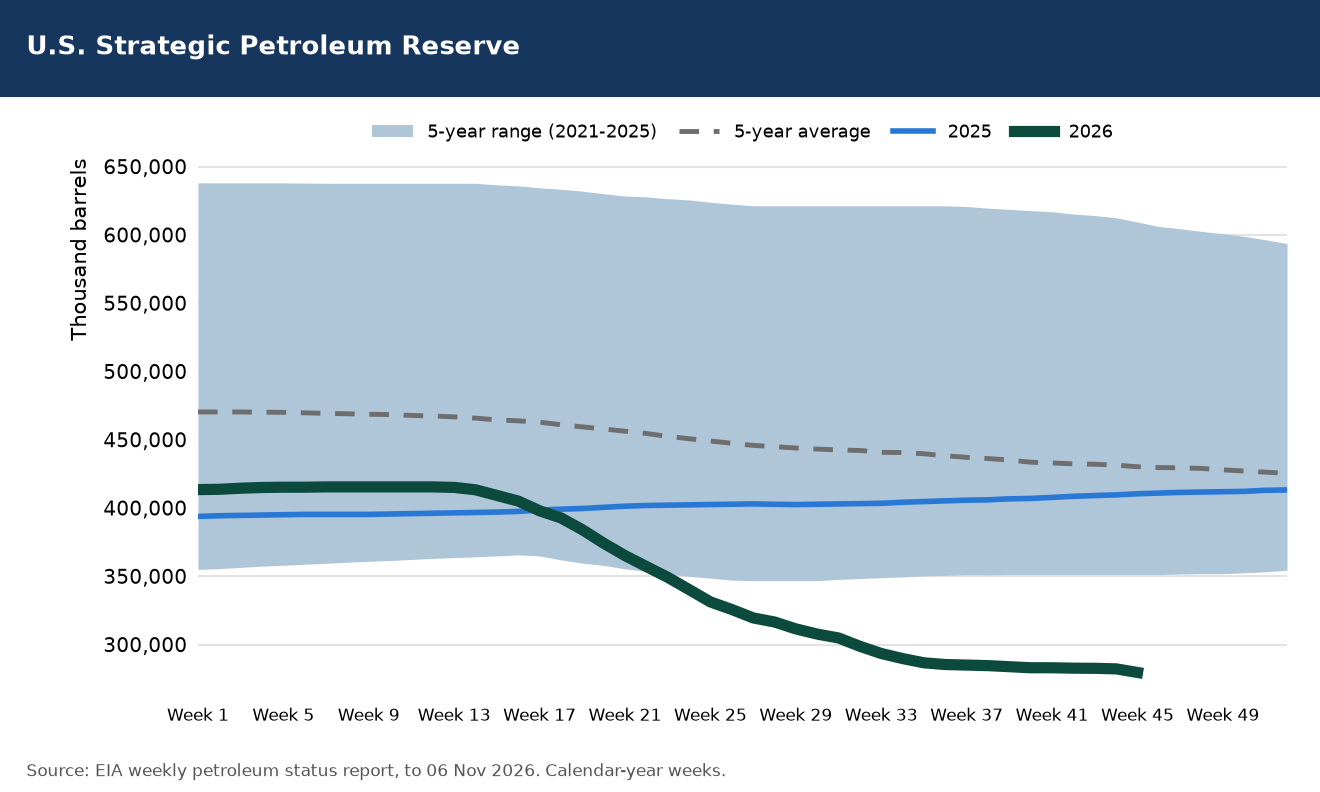 U.S. Strategic Petroleum Reserve
5-year range (2021-2025) 5-year average 2025 2026
Thousand barrels
650,000
600,000
550,000
500,000
450,000
400,000
350,000
300,000
Week 1 Week 5 Week 9 Week 13 Week 17 Week 21 Week 25 Week 29 Week 33 Week 37 Week 41 Week 45 Week 49
Source: EIA weekly petroleum status report, to 06 Nov 2026. Calendar-year weeks.